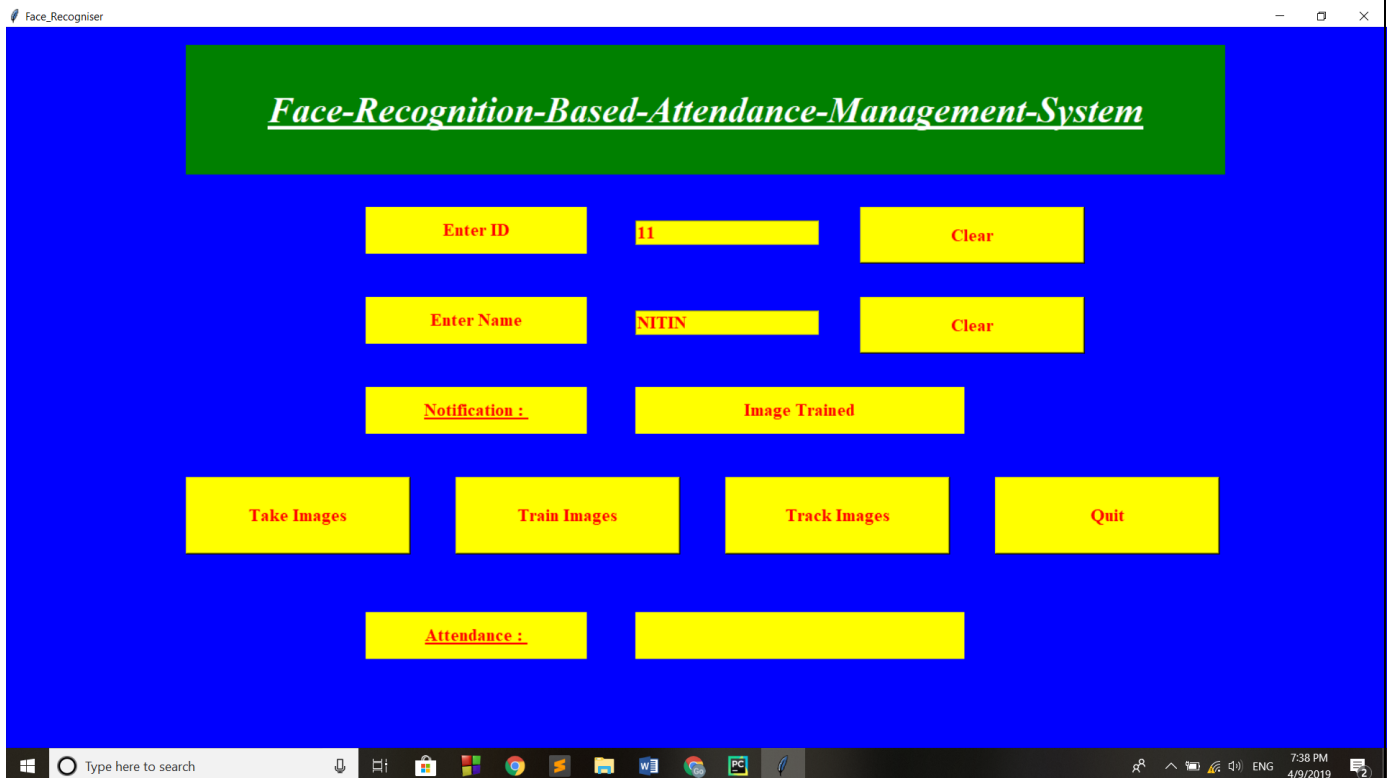 Face_Recogniser
Face-Recognition-Based-Attendance-Management-System
Enter ID
11
Clear
Enter Name
NITIN
Clear
Notification :
Image Trained
Take Images
Train Images
Track Images
Quit
Attendance :
Type here to search
ENG
7:38 PM
4/9/2019